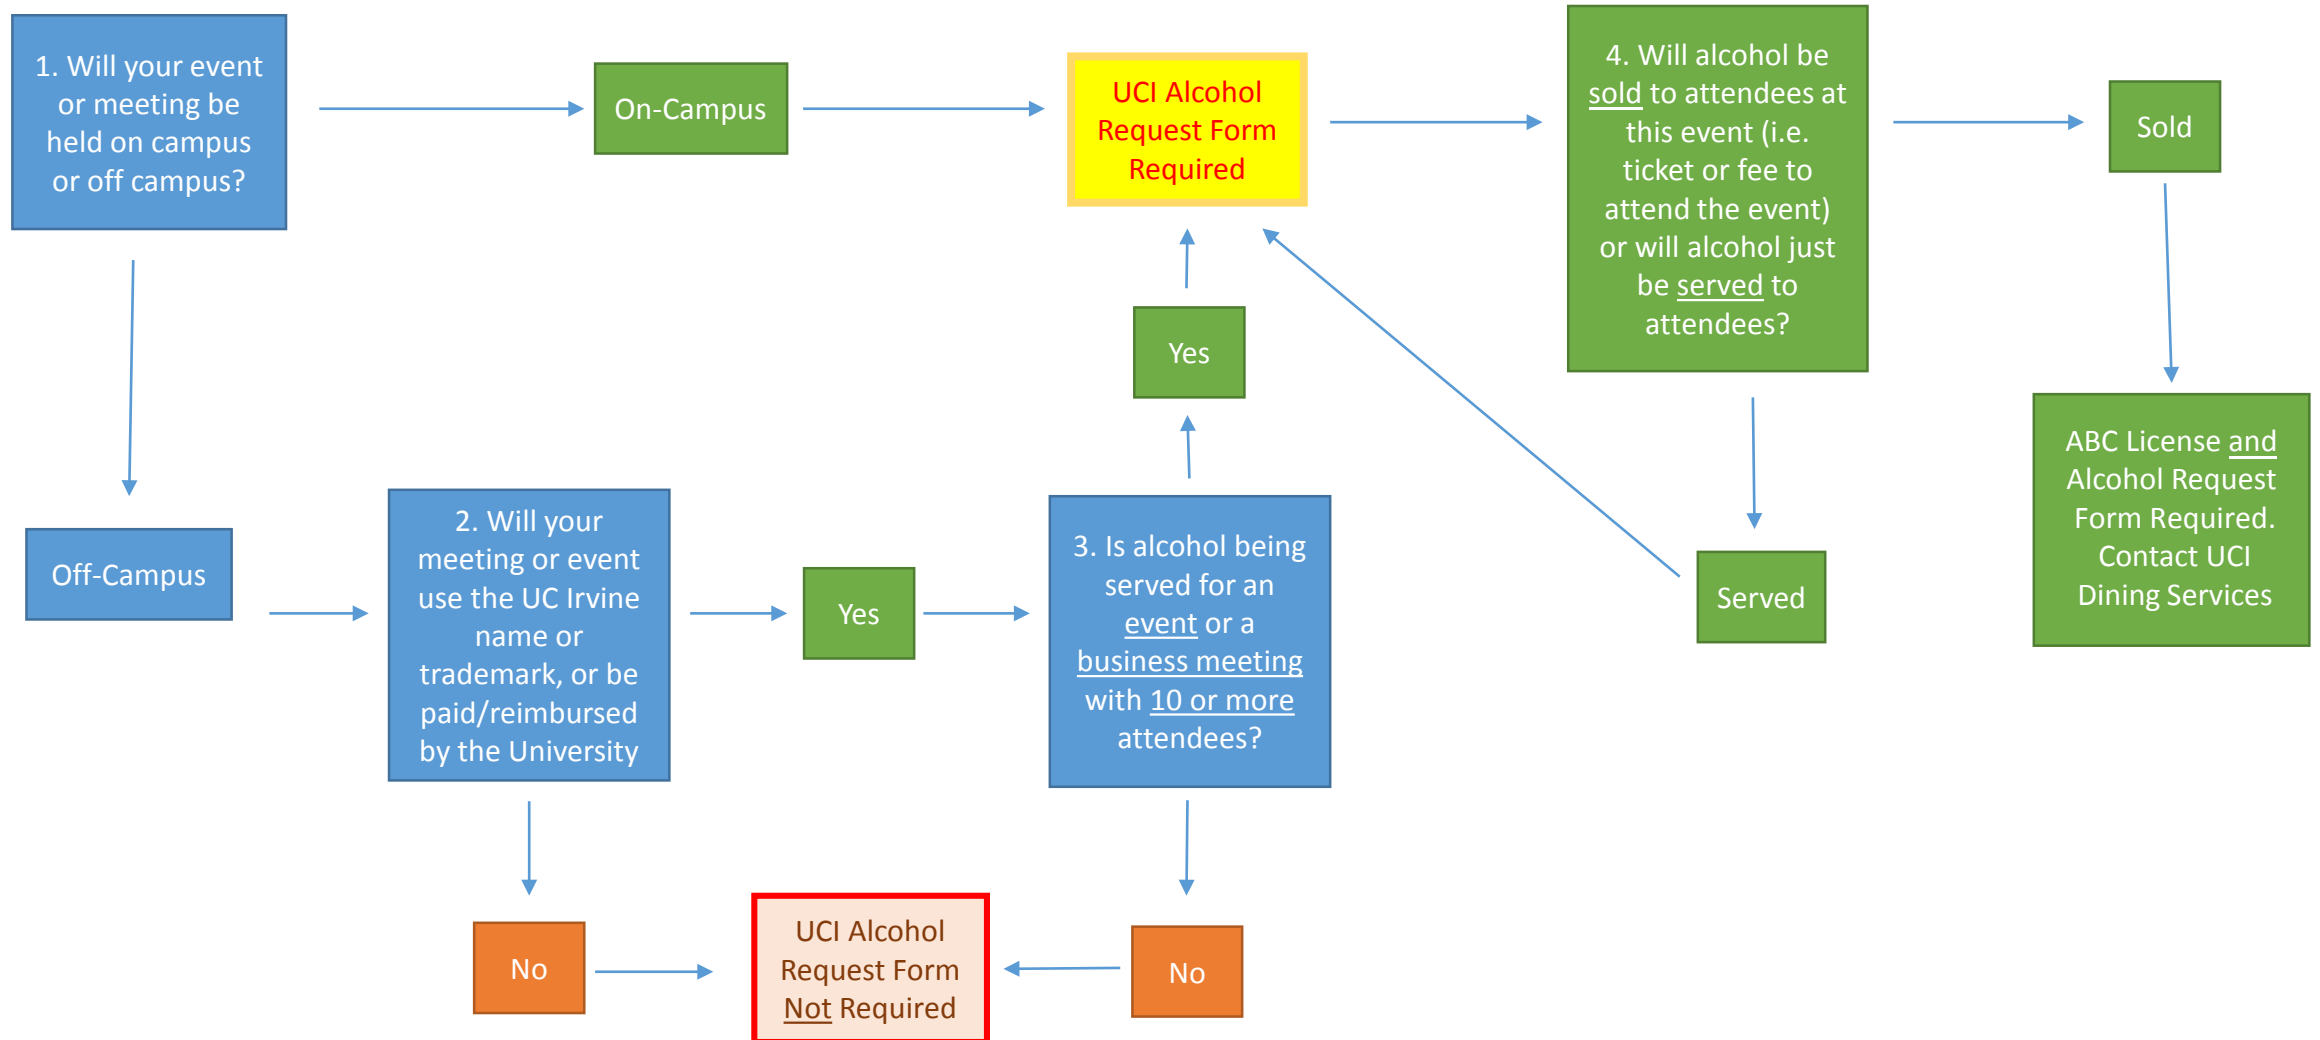 1. Will your event
or meeting be
held on campus
or off campus?
On-Campus
UCI Alcohol
Request Form
Required
4. Will alcohol be
sold to attendees at
this event (i.e.
ticket or fee to
attend the event)
or will alcohol just
be served to
attendees?
Sold
Yes
ABC License and
Alcohol Request
Form Required.
Contact UCI
Dining Services
Off-Campus
2. Will your
meeting or event
use the UC Irvine
name or
trademark, or be
paid/reimbursed
by the University
Yes
3. Is alcohol being
served for an
event or a
business meeting
with 10 or more
attendees?
Served
No
UCI Alcohol
Request Form
Not Required
No